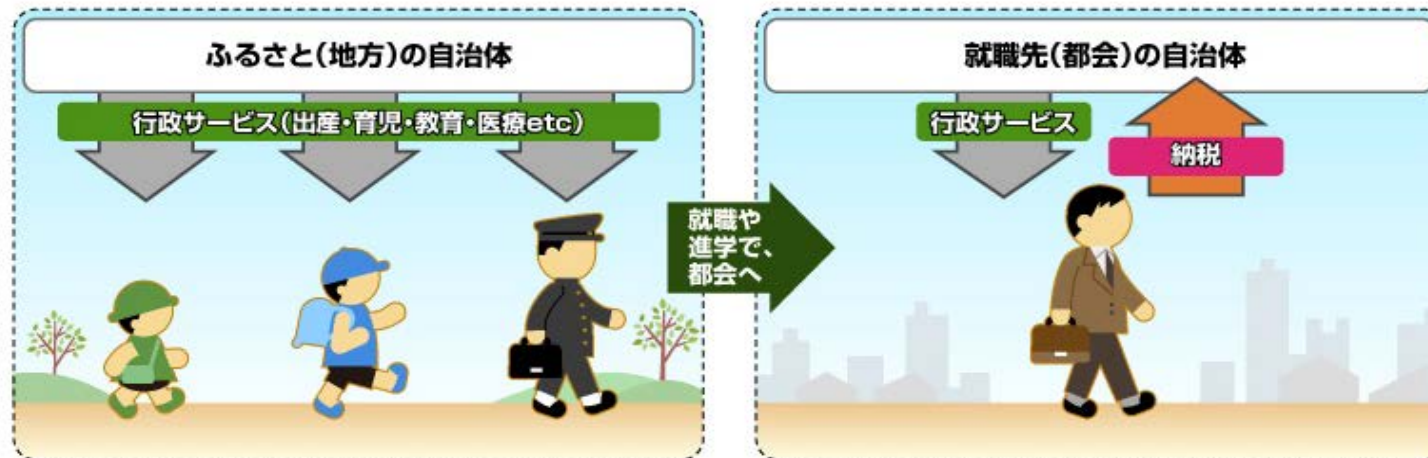 ふるさと(地方)の自治体
行政サービス(出産・育児・教育・医療etc)
就職や
進学で、
都会へ
就職先(都会)の自治体
行政サービス
納税